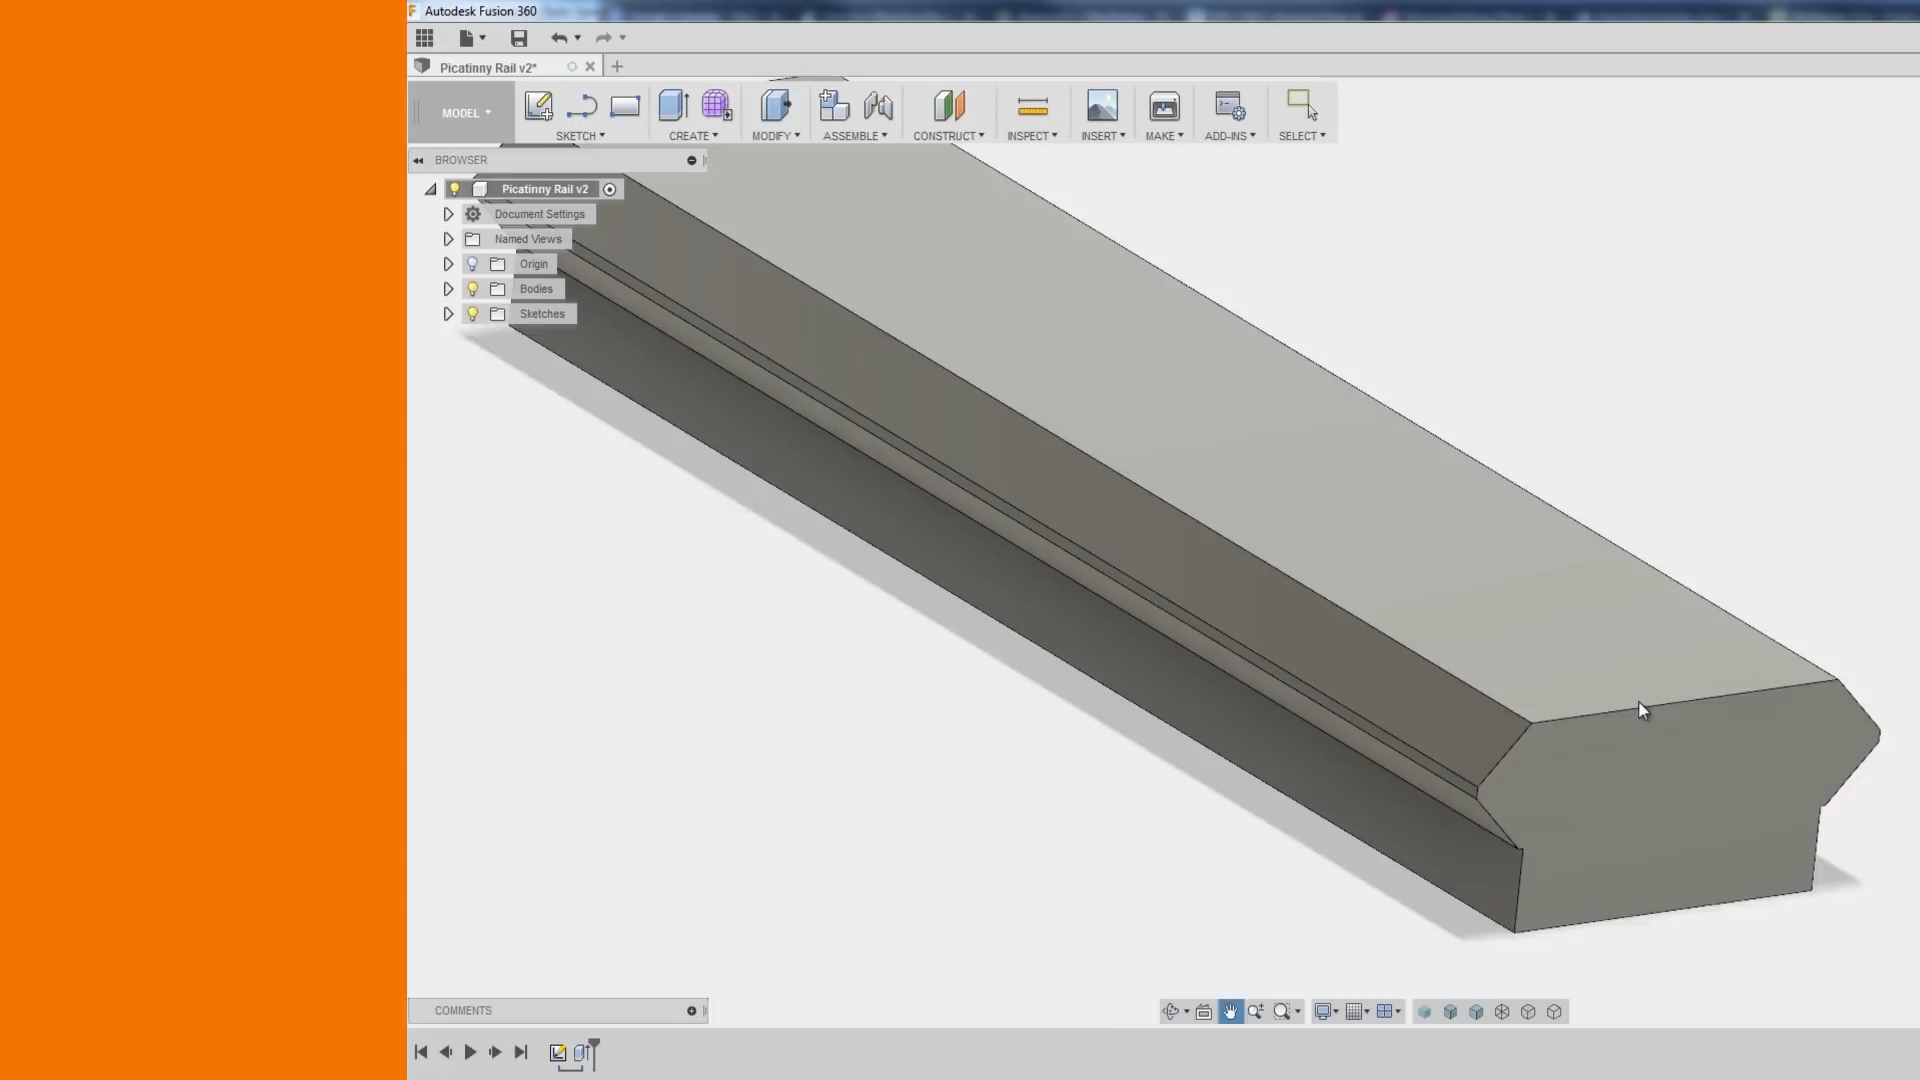 Autodesk Fusion 360
Picatinny Rail v2*
MODEL
SKETCH
CREATE
MODIFY
ASSEMBLE
CONSTRUCT
INSPECT
INSERT
MAKE
ADD-INS
SELECT
BROWSER
Picatinny Rail v2
Document Settings
Named Views
Origin
Bodies
Sketches
COMMENTS